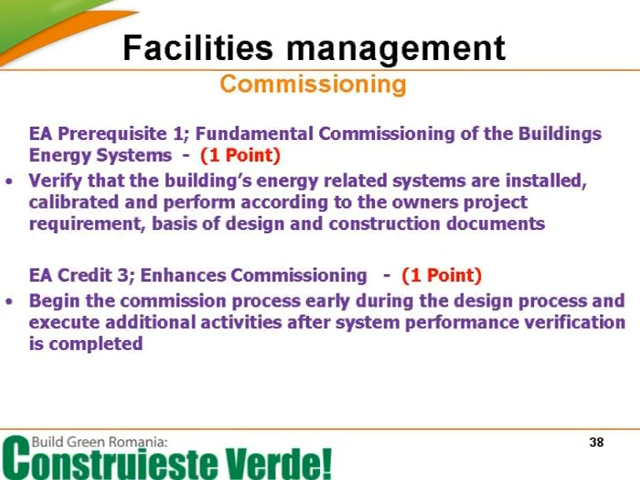 Facilities management
Commissioning
EA Prerequisite 1; Fundamental Commissioning of the Buildings
Energy Systems - (1 Point)
• Verify that the building's energy related systems are installed,
calibrated and perform according to the owners project
requirement, basis of design and construction documents
EA Credit 3; Enhances Commissioning - (1 Point)
• Begin the commission process early during the design process and
execute additional activities after system performance verification
is completed
38
Build Green Romania:
Construieste Verde!